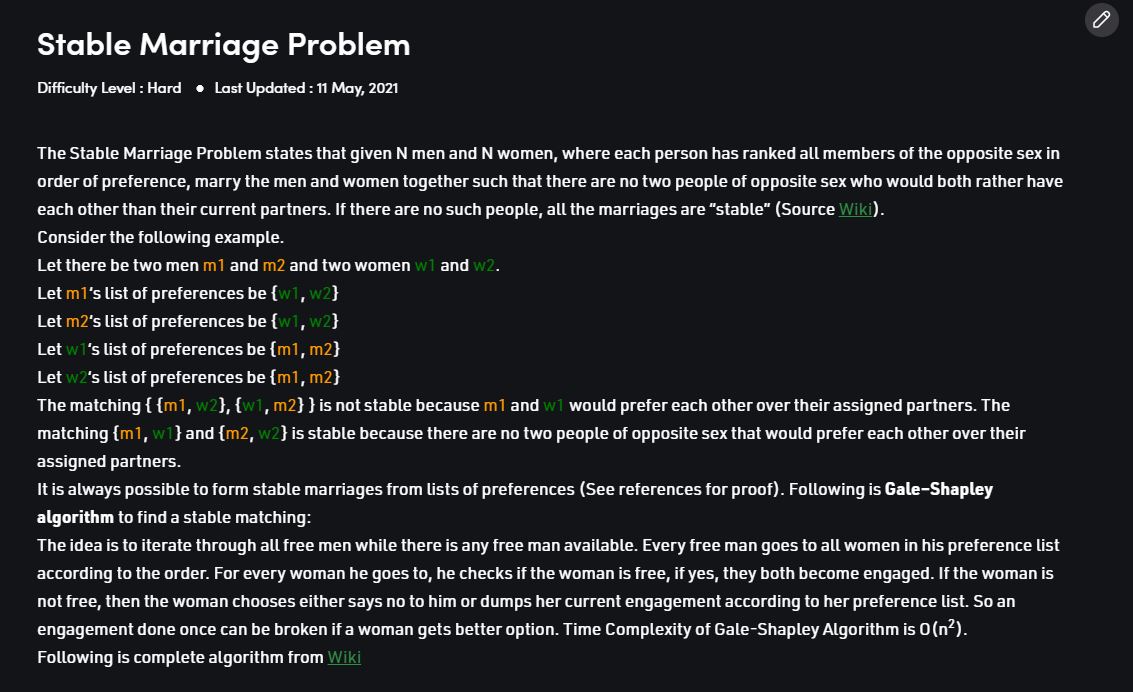 Stable Marriage Problem
Difficulty Level : Hard ● Last Updated : 11 May, 2021
The Stable Marriage Problem states that given N men and N women, where each person has ranked all members of the opposite sex in
order of preference, marry the men and women together such that there are no two people of opposite sex who would both rather have
each other than their current partners. If there are no such people, all the marriages are “stable” (Source Wiki).
Consider the following example.
Let there be two men m1 and m2 and two women w1 and w2.
Let m1‘s list of preferences be {w1, w2}
Let m2‘s list of preferences be {w1, w2}
Let w1‘s list of preferences be {m1, m2}
Let w2‘s list of preferences be {m1, m2}
The matching { {m1, w2}, {w1, m2} } is not stable because m1 and w1 would prefer each other over their assigned partners. The
matching {m1, w1} and {m2, w2} is stable because there are no two people of opposite sex that would prefer each other over their
assigned partners.
It is always possible to form stable marriages from lists of preferences (See references for proof). Following is Gale–Shapley
algorithm to find a stable matching:
The idea is to iterate through all free men while there is any free man available. Every free man goes to all women in his preference list
according to the order. For every woman he goes to, he checks if the woman is free, if yes, they both become engaged. If the woman is
not free, then the woman chooses either says no to him or dumps her current engagement according to her preference list. So an
engagement done once can be broken if a woman gets better option. Time Complexity of Gale-Shapley Algorithm is O(n²).
Following is complete algorithm from Wiki